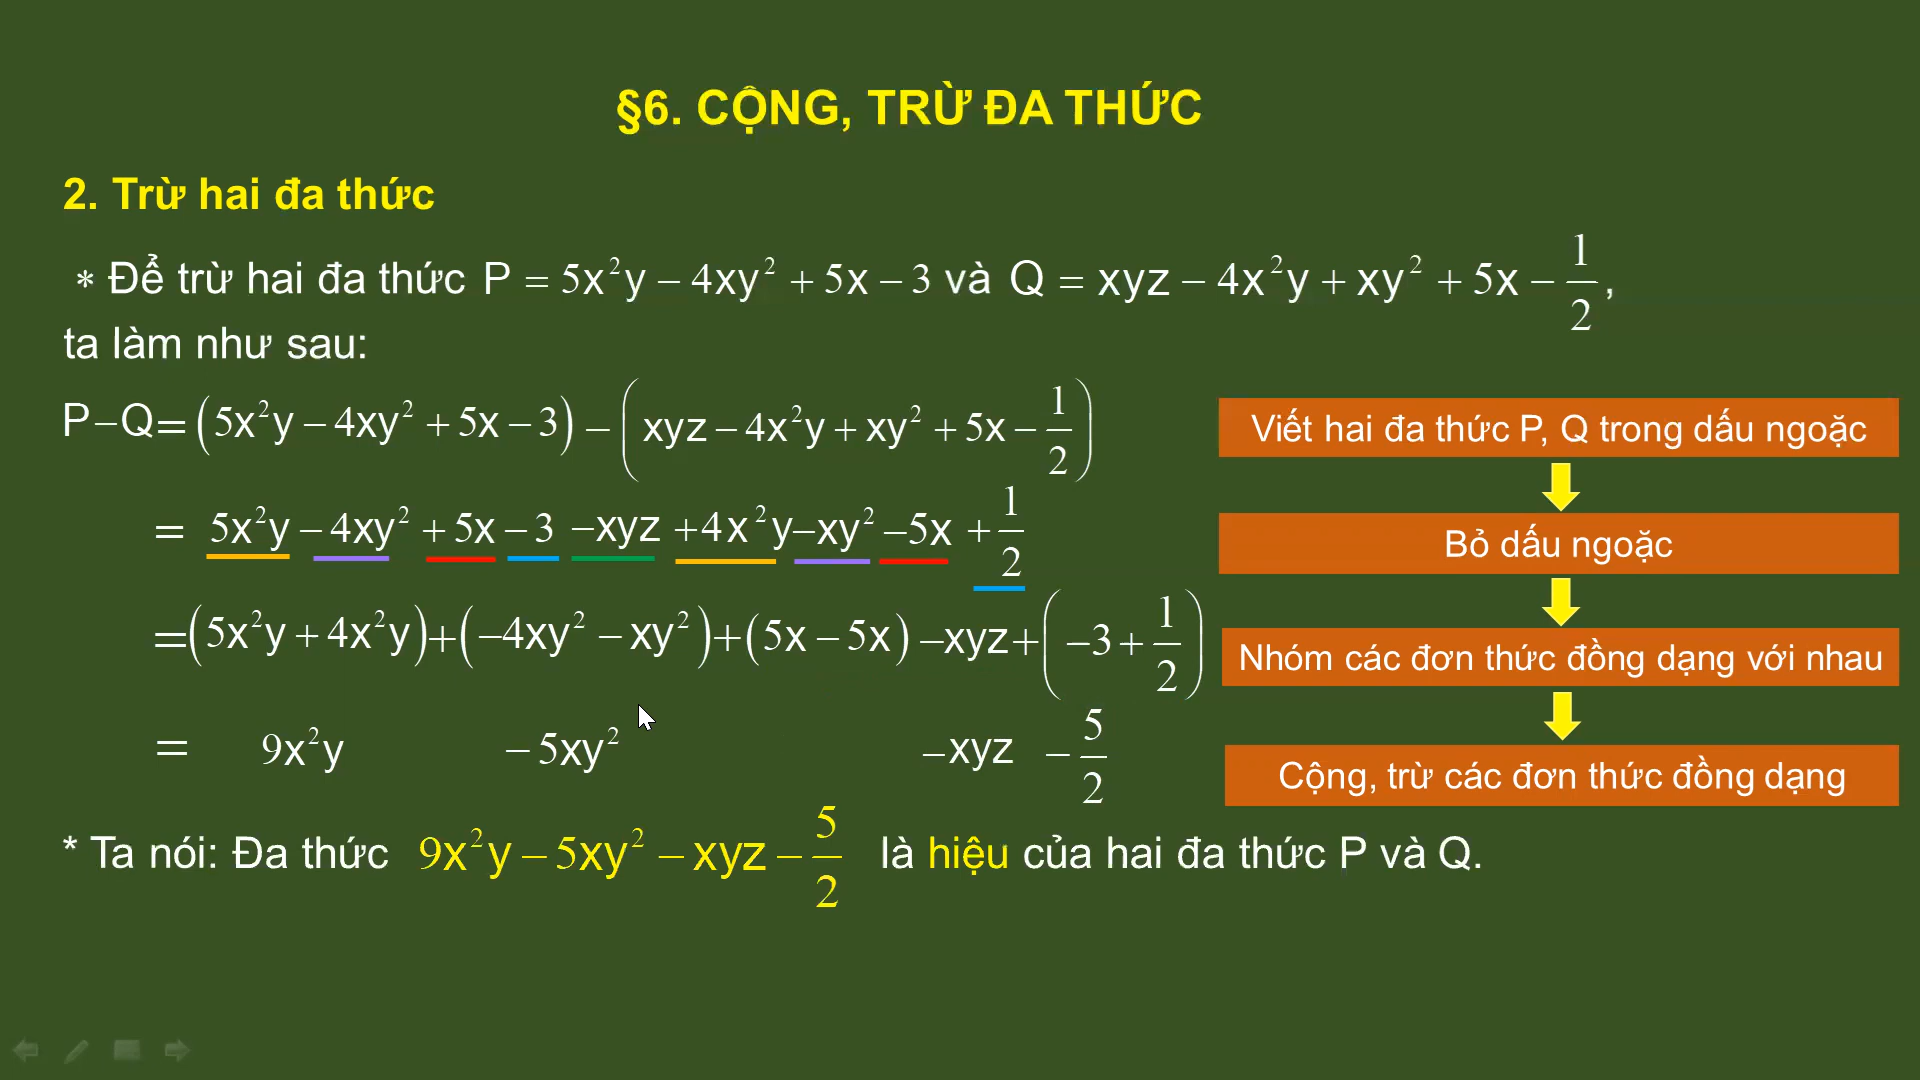 §6. CỘNG, TRỪ ĐA THỨC
2. Trừ hai đa thức
* Để trừ hai đa thức P = 5x²y − 4xy² + 5x − 3 và Q = xyz − 4x²y + xy² + 5x − 1/2,
ta làm như sau:
P−Q= (5x²y − 4xy² + 5x − 3) − (xyz − 4x²y + xy² + 5x − 1/2)
= 5x²y − 4xy² + 5x − 3 −xyz +4x²y−xy² −5x + 1/2
=(5x²y + 4x²y)+(−4xy² − xy²)+(5x − 5x) −xyz+(−3 + 1/2)
= 9x²y − 5xy² −xyz − 5/2
Viết hai đa thức P, Q trong dấu ngoặc
Bỏ dấu ngoặc
Nhóm các đơn thức đồng dạng với nhau
Cộng, trừ các đơn thức đồng dạng
* Ta nói: Đa thức 9x²y − 5xy² − xyz − 5/2 là hiệu của hai đa thức P và Q.